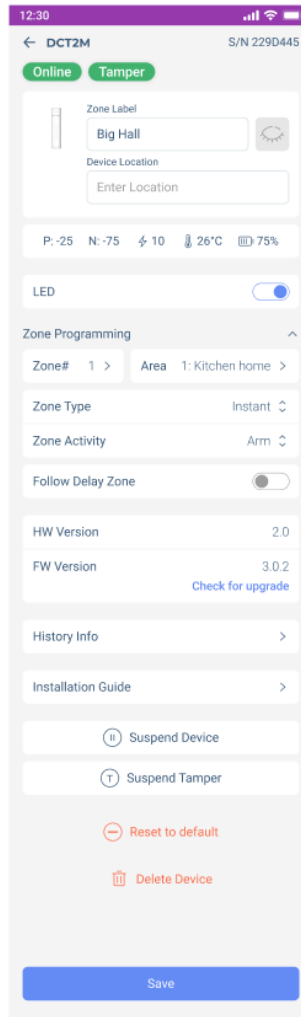 12:30
DCT2M S/N 229D445
Online Tamper
Zone Label
Big Hall
Device Location
Enter Location
P: -25 N: -75 10 26°C 75%
LED
Zone Programming
Zone# 1 > Area 1: Kitchen home >
Zone Type Instant
Zone Activity Arm
Follow Delay Zone
HW Version 2.0
FW Version 3.0.2
Check for upgrade
History Info >
Installation Guide >
Suspend Device
T Suspend Tamper
Reset to default
Delete Device
Save